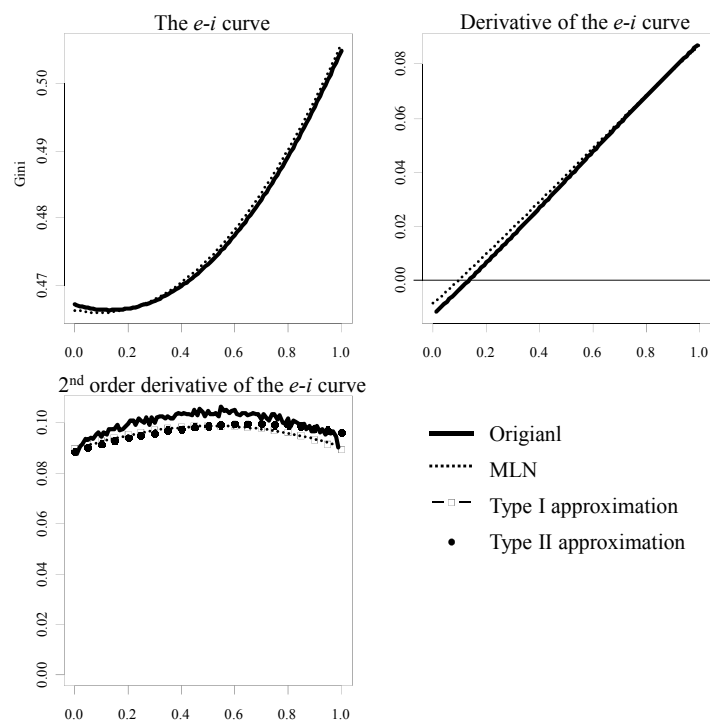 The e-i curve
Derivative of the e-i curve
Gini
0.50
0.49
0.48
0.47
0.0 0.2 0.4 0.6 0.8 1.0
0.08
0.06
0.04
0.02
0.00
0.0 0.2 0.4 0.6 0.8 1.0
2nd order derivative of the e-i curve
0.10
0.08
0.06
0.04
0.02
0.00
0.0 0.2 0.4 0.6 0.8 1.0
Origianl
MLN
Type I approximation
Type II approximation